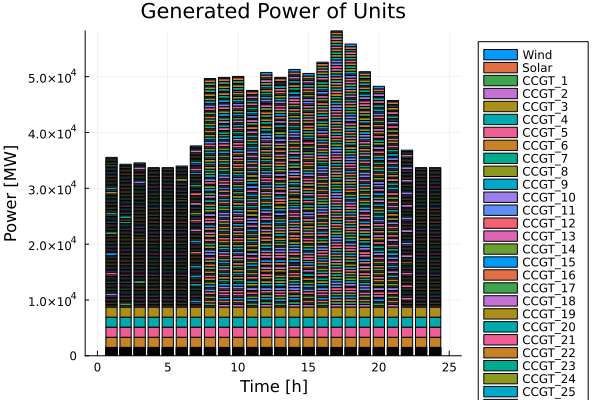 Generated Power of Units
Power [MW]
5.0×10⁴
4.0×10⁴
3.0×10⁴
2.0×10⁴
1.0×10⁴
0
0 5 10 15 20 25
Time [h]
Wind
Solar
CCGT_1
CCGT_2
CCGT_3
CCGT_4
CCGT_5
CCGT_6
CCGT_7
CCGT_8
CCGT_9
CCGT_10
CCGT_11
CCGT_12
CCGT_13
CCGT_14
CCGT_15
CCGT_16
CCGT_17
CCGT_18
CCGT_19
CCGT_20
CCGT_21
CCGT_22
CCGT_23
CCGT_24
CCGT_25